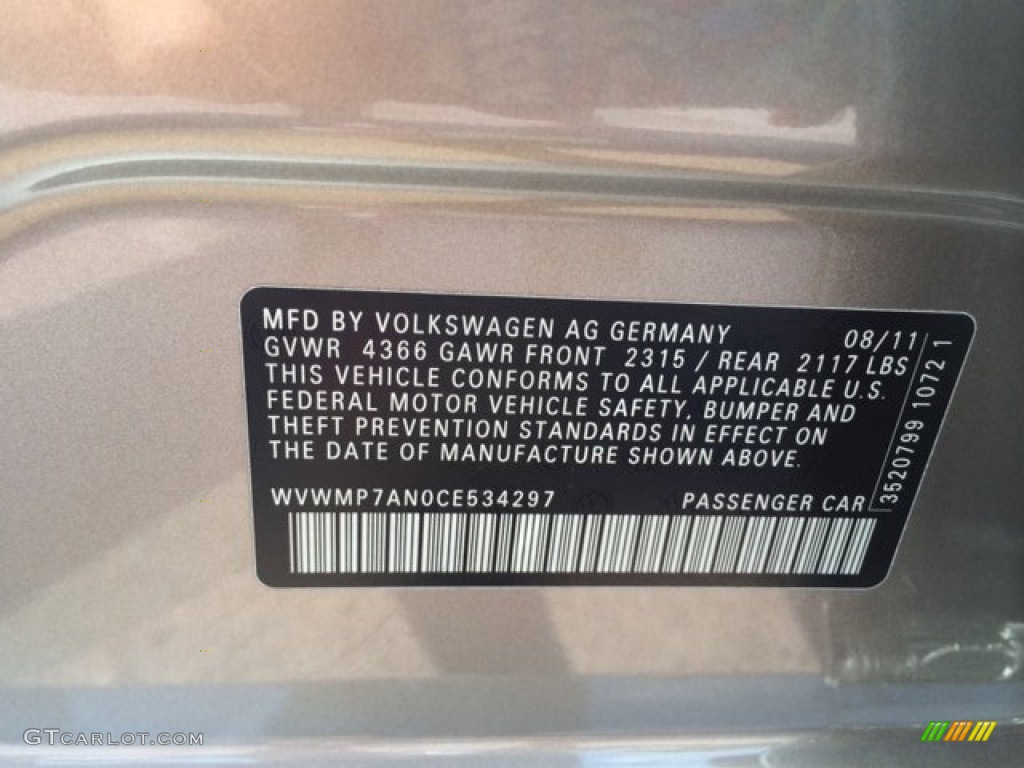 MFD BY VOLKSWAGEN AG GERMANY 08/11
GVWR 4366 GAWR FRONT 2315 / REAR 2117 LBS
THIS VEHICLE CONFORMS TO ALL APPLICABLE U.S.
FEDERAL MOTOR VEHICLE SAFETY, BUMPER AND
THEFT PREVENTION STANDARDS IN EFFECT ON
THE DATE OF MANUFACTURE SHOWN ABOVE.
WVWMP7AN0CE534297 PASSENGER CAR
3520799 1072 1
GTCARLOT.COM